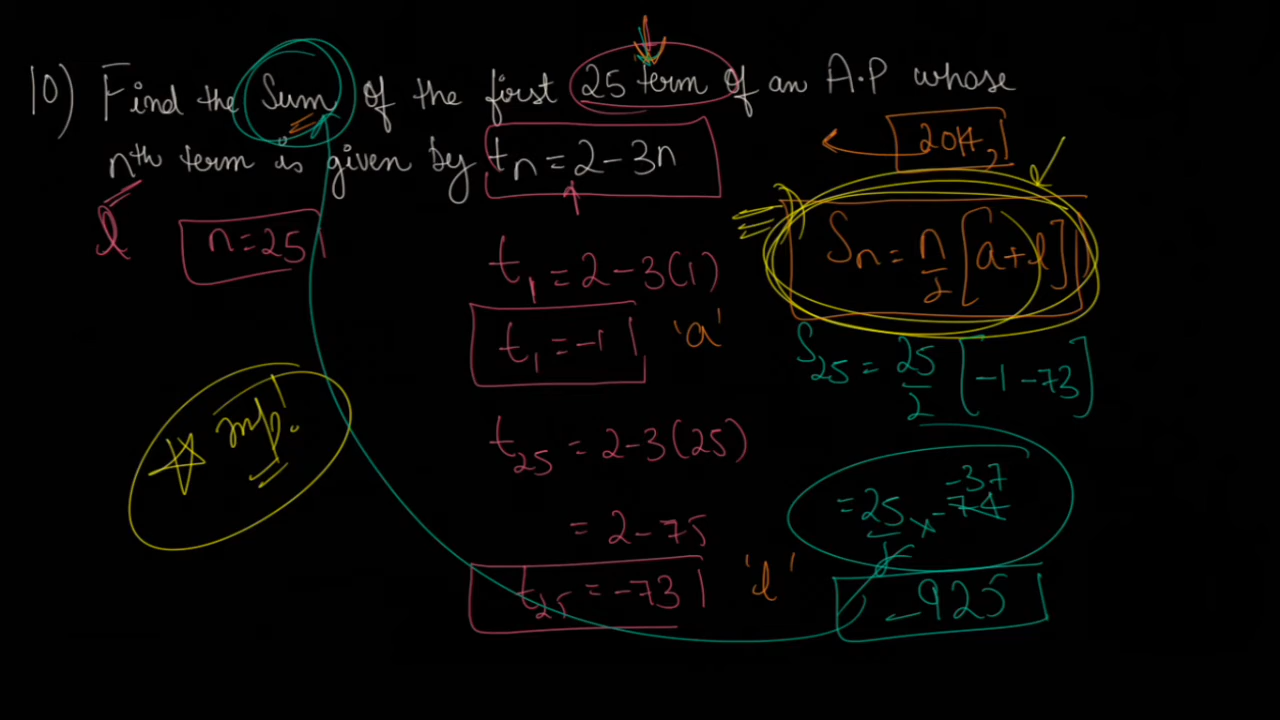 10) Find the Sum of the first 25 term of an A.P whose
nth term is given by tn = 2 - 3n
2014,
l
n = 25
Sn = n/2 [a + l]
t1 = 2 - 3(1)
t1 = -1 'a'
S25 = 25/2 [-1 - 73]
imp!
t25 = 2 - 3(25)
-37
= 25 x -74
= 2 - 75
t25 = -73 'l'
-925